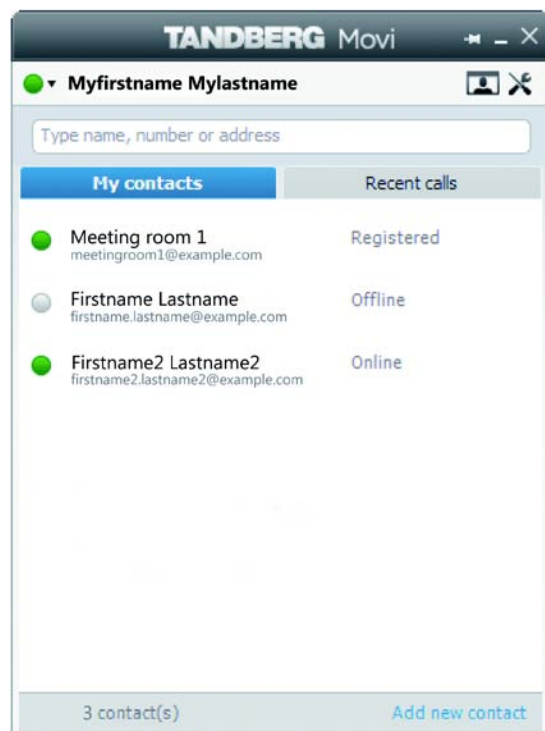 TANDBERG Movi
Myfirstname Mylastname
Type name, number or address
My contacts Recent calls
Meeting room 1 Registered
meetingroom1@example.com
Firstname Lastname Offline
firstname.lastname@example.com
Firstname2 Lastname2 Online
firstname2.lastname2@example.com
3 contact(s) Add new contact